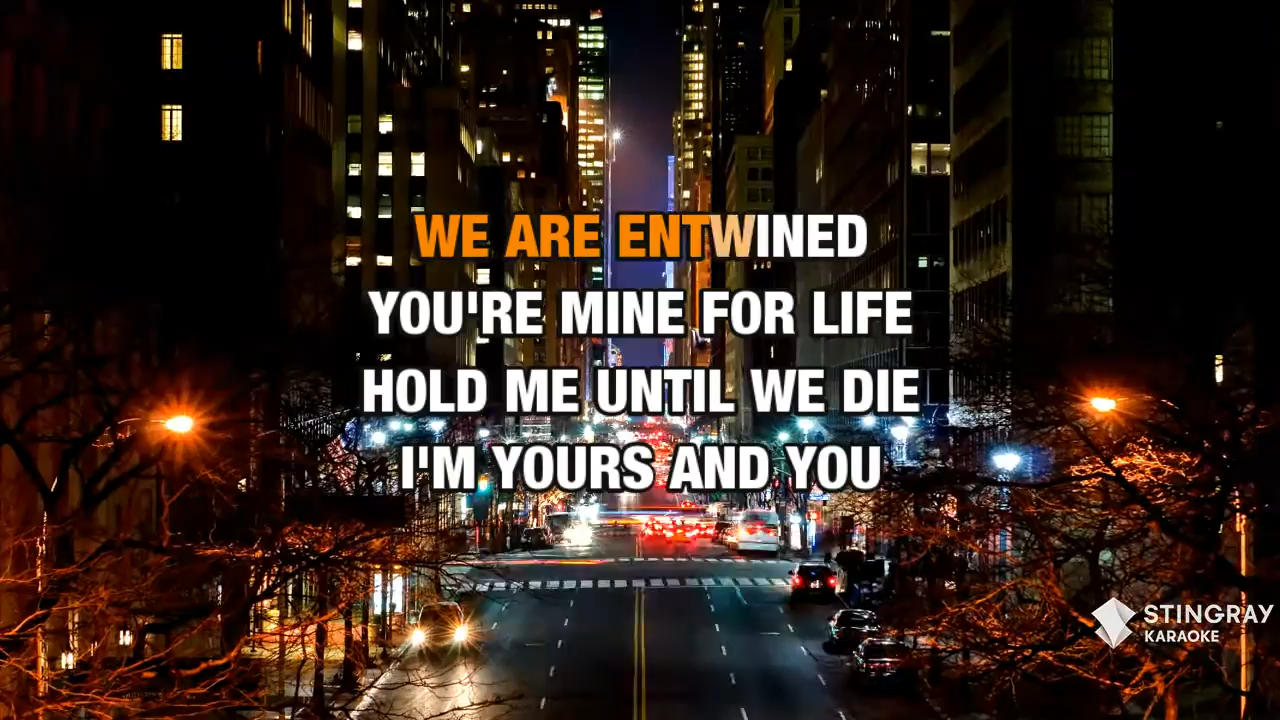 WE ARE ENTWINED
YOU'RE MINE FOR LIFE
HOLD ME UNTIL WE DIE
I'M YOURS AND YOU
STINGRAY
KARAOKE